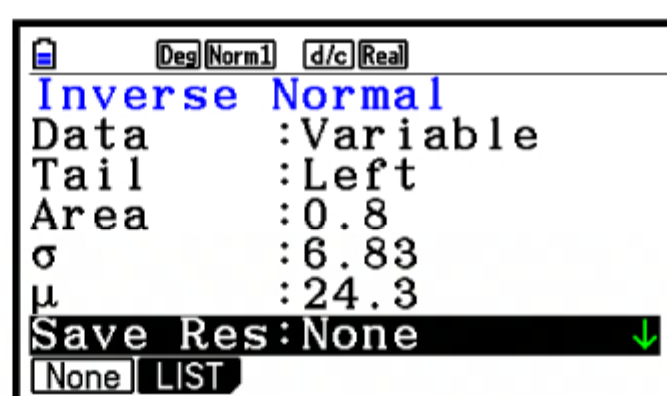 Deg Norm1 d/c Real
Inverse Normal
Data :Variable
Tail :Left
Area :0.8
σ :6.83
μ :24.3
Save Res:None ↓
None LIST